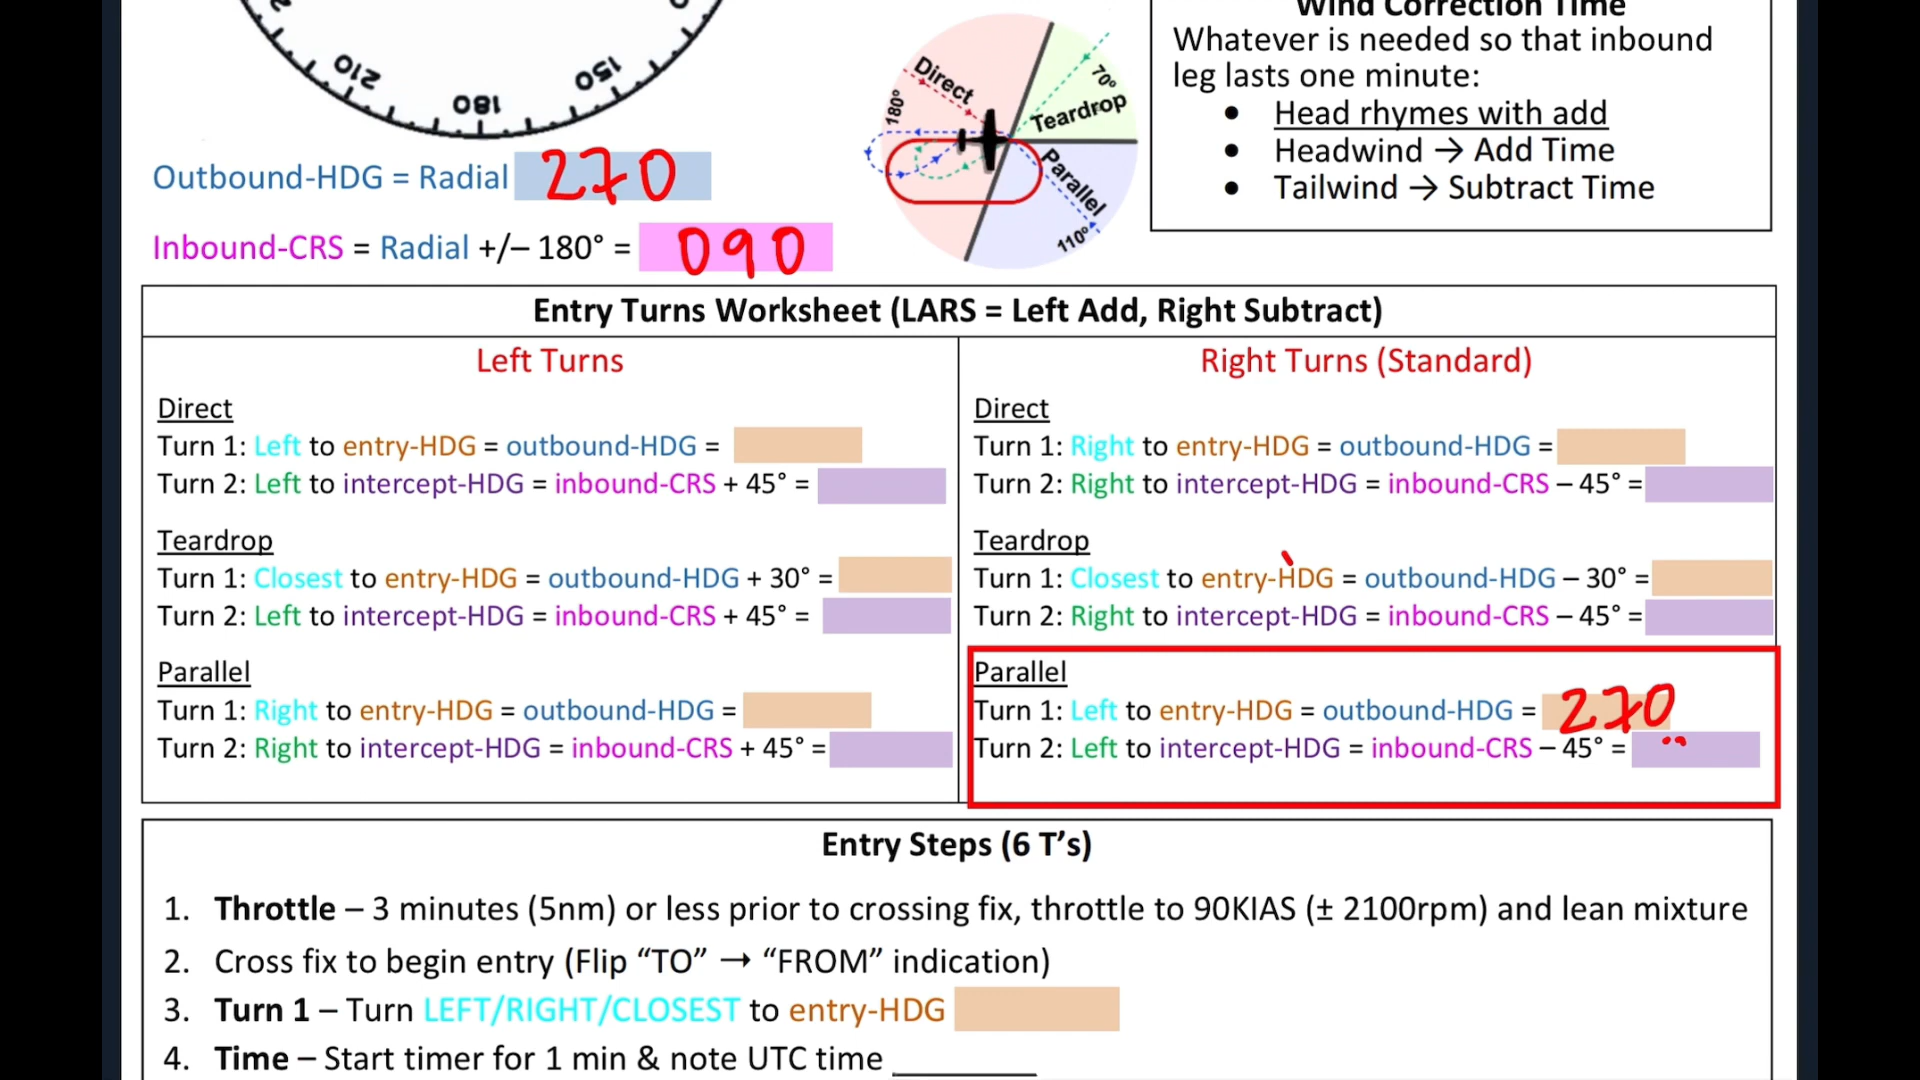 210
180
150
Direct
180°
70°
Teardrop
Parallel
110°
Wind Correction Time
Whatever is needed so that inbound
leg lasts one minute:
• Head rhymes with add
• Headwind → Add Time
• Tailwind → Subtract Time
Outbound-HDG = Radial 270
Inbound-CRS = Radial +/– 180° = 090
Entry Turns Worksheet (LARS = Left Add, Right Subtract)
Left Turns
Direct
Turn 1: Left to entry-HDG = outbound-HDG =
Turn 2: Left to intercept-HDG = inbound-CRS + 45° =
Teardrop
Turn 1: Closest to entry-HDG = outbound-HDG + 30° =
Turn 2: Left to intercept-HDG = inbound-CRS + 45° =
Parallel
Turn 1: Right to entry-HDG = outbound-HDG =
Turn 2: Right to intercept-HDG = inbound-CRS + 45° =
Right Turns (Standard)
Direct
Turn 1: Right to entry-HDG = outbound-HDG =
Turn 2: Right to intercept-HDG = inbound-CRS – 45° =
Teardrop
Turn 1: Closest to entry-HDG = outbound-HDG – 30° =
Turn 2: Right to intercept-HDG = inbound-CRS – 45° =
Parallel
Turn 1: Left to entry-HDG = outbound-HDG = 270
Turn 2: Left to intercept-HDG = inbound-CRS – 45° =
Entry Steps (6 T’s)
1. Throttle – 3 minutes (5nm) or less prior to crossing fix, throttle to 90KIAS (± 2100rpm) and lean mixture
2. Cross fix to begin entry (Flip “TO” → “FROM” indication)
3. Turn 1 – Turn LEFT/RIGHT/CLOSEST to entry-HDG
4. Time – Start timer for 1 min & note UTC time